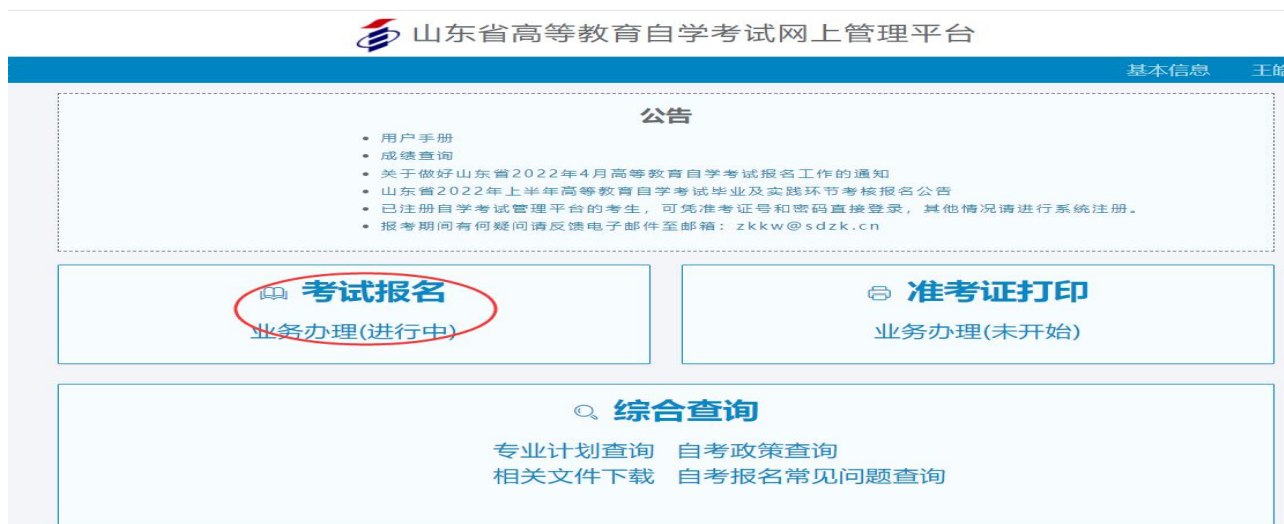 山东省高等教育自学考试网上管理平台
基本信息 王皓
公告
用户手册
成绩查询
关于做好山东省2022年4月高等教育自学考试报名工作的通知
山东省2022年上半年高等教育自学考试毕业及实践环节考核报名公告
已注册自学考试管理平台的考生，可凭准考证号和密码直接登录，其他情况请进行系统注册。
报考期间有何疑问请反馈电子邮件至邮箱：zkkw@sdzk.cn
考试报名
业务办理(进行中)
准考证打印
业务办理(未开始)
综合查询
专业计划查询 自考政策查询
相关文件下载 自考报名常见问题查询